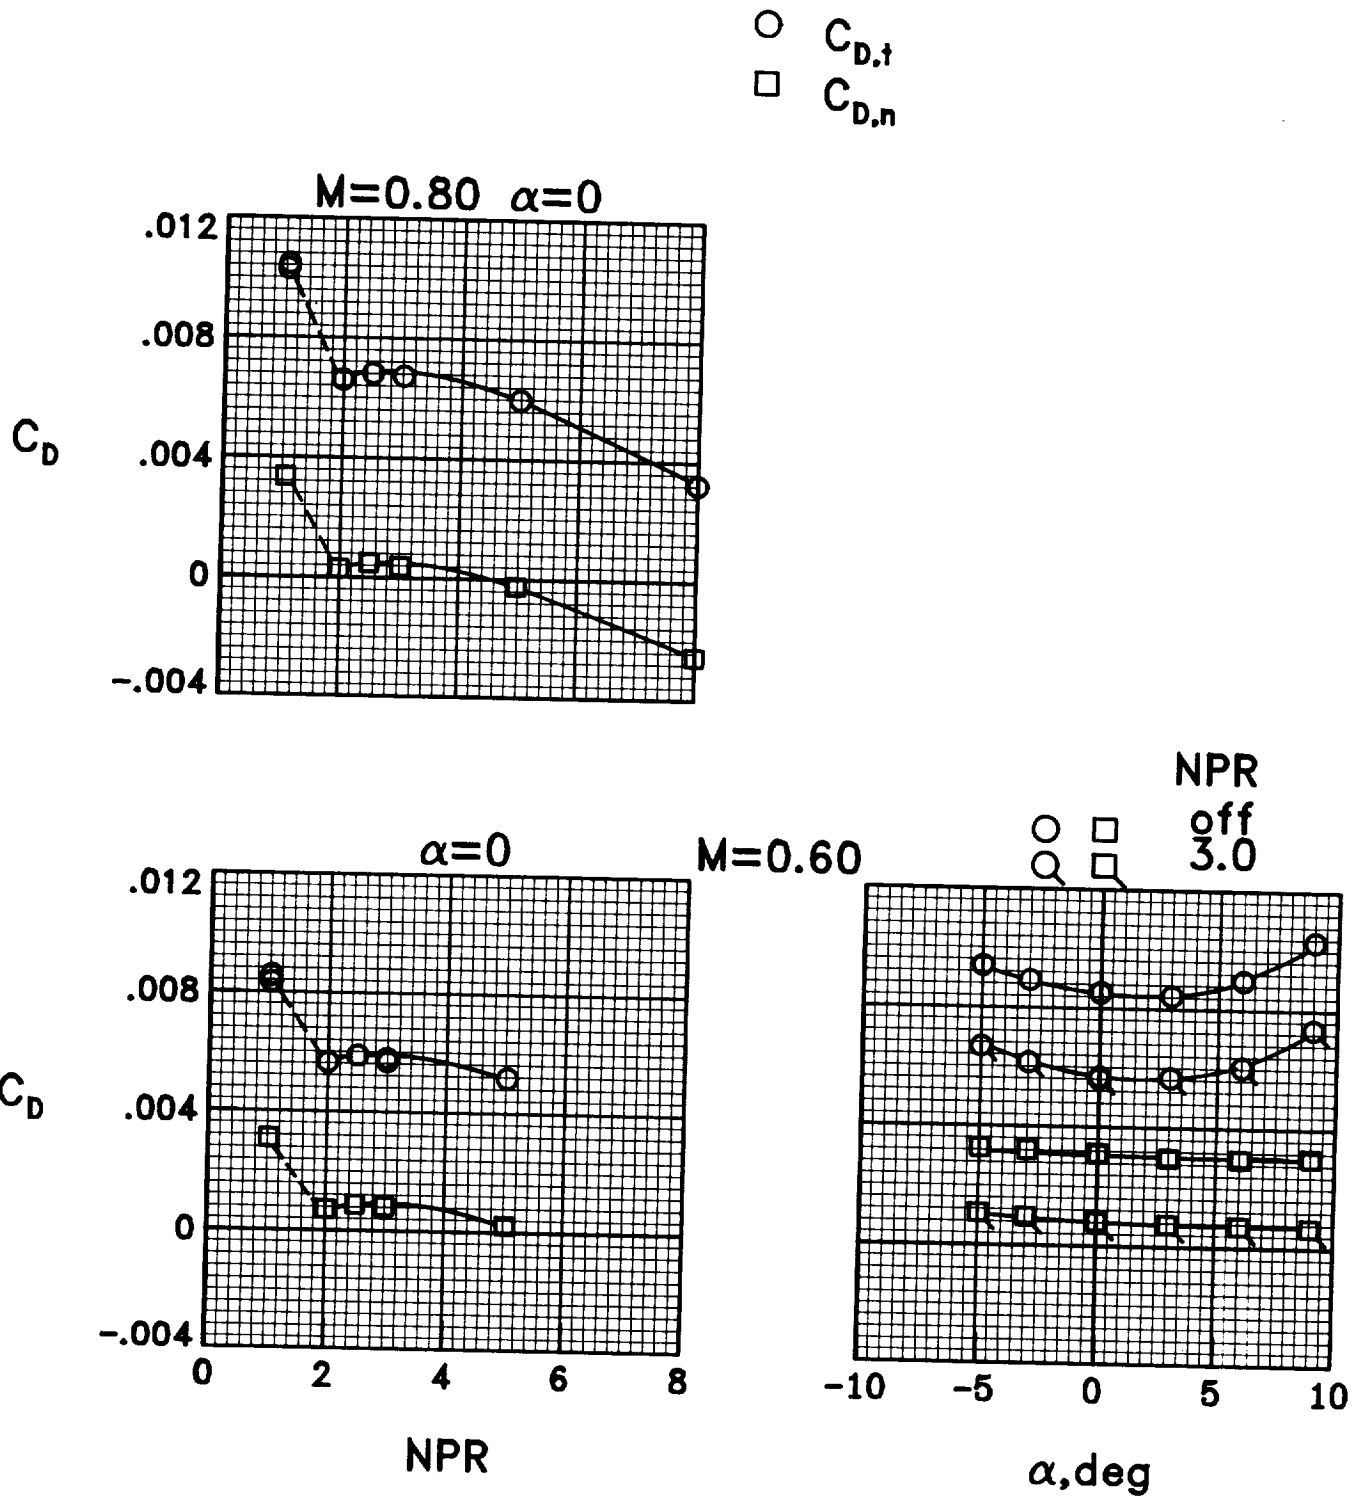 C_D,t
C_D,n
M=0.80 α=0
.012
.008
C_D
.004
0
-.004
NPR
off
α=0
M=0.60
3.0
.012
.008
C_D
.004
0
-.004
0 2 4 6 8
-10 -5 0 5 10
NPR
α,deg